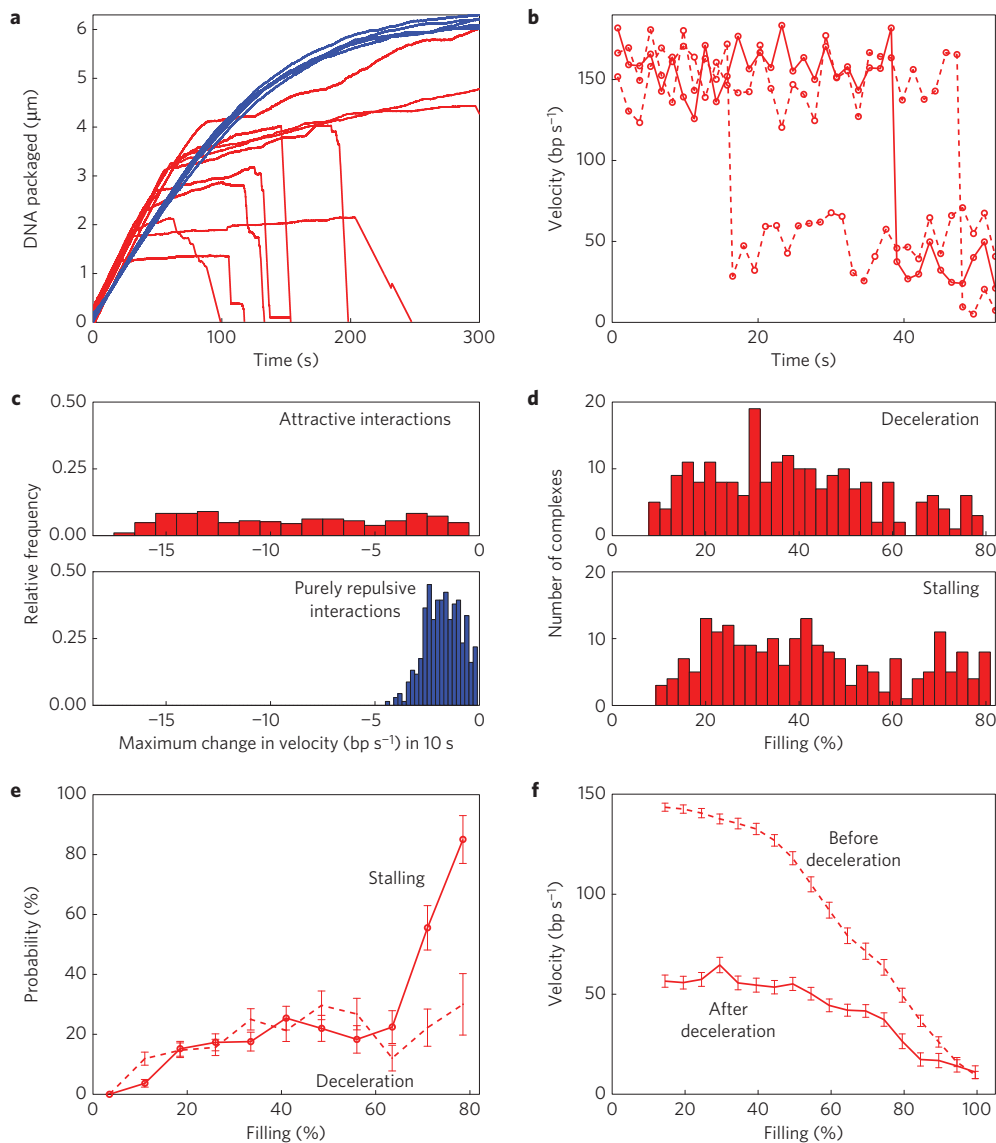 a
DNA packaged (μm)
6
5
4
3
2
1
0
0
100
200
300
Time (s)
b
Velocity (bp s⁻¹)
150
100
50
0
0
20
40
Time (s)
c
Relative frequency
0.50
Attractive interactions
0.25
0.00
−15
−10
−5
0
0.50
Purely repulsive
interactions
0.25
0.00
−15
−10
−5
0
Maximum change in velocity (bp s⁻¹) in 10 s
d
Number of complexes
20
Deceleration
10
0
0
20
40
60
80
20
Stalling
10
0
0
20
40
60
80
Filling (%)
e
Probability (%)
100
80
60
40
20
0
Stalling
Deceleration
0
20
40
60
80
Filling (%)
f
Velocity (bp s⁻¹)
150
100
50
0
Before
deceleration
After
deceleration
0
20
40
60
80
100
Filling (%)